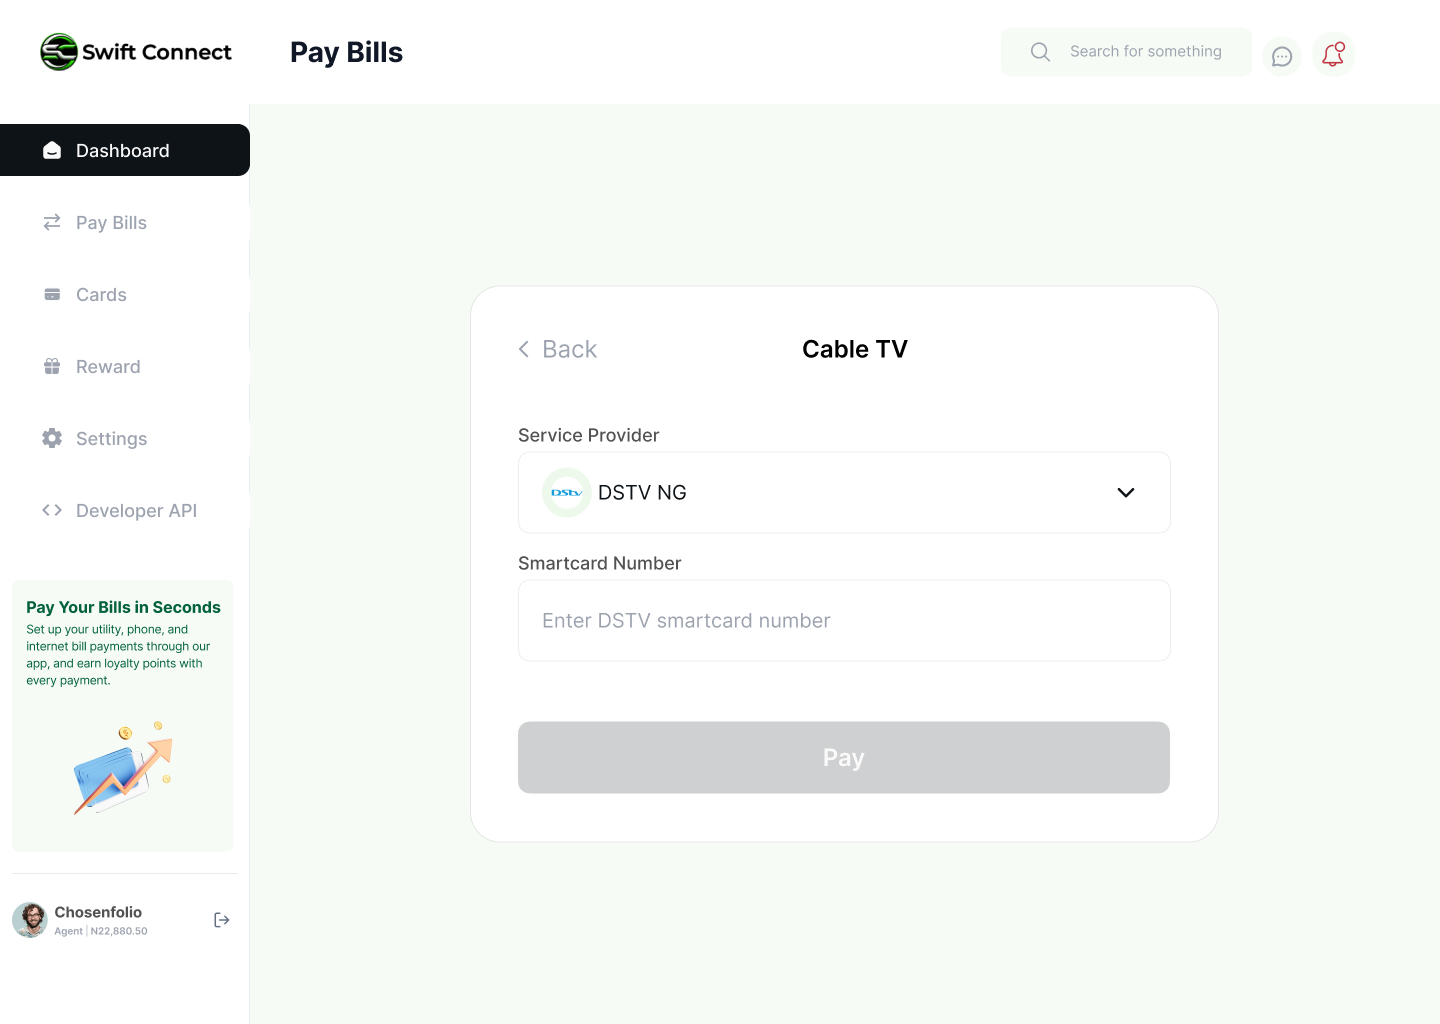 Swift Connect
Pay Bills
Search for something
Dashboard
Pay Bills
Cards
Reward
Settings
Developer API
Pay Your Bills in Seconds
Set up your utility, phone, and
internet bill payments through our
app, and earn loyalty points with
every payment.
Chosenfolio
Agent | N22,880.50
Back
Cable TV
Service Provider
DStv DSTV NG
Smartcard Number
Enter DSTV smartcard number
Pay